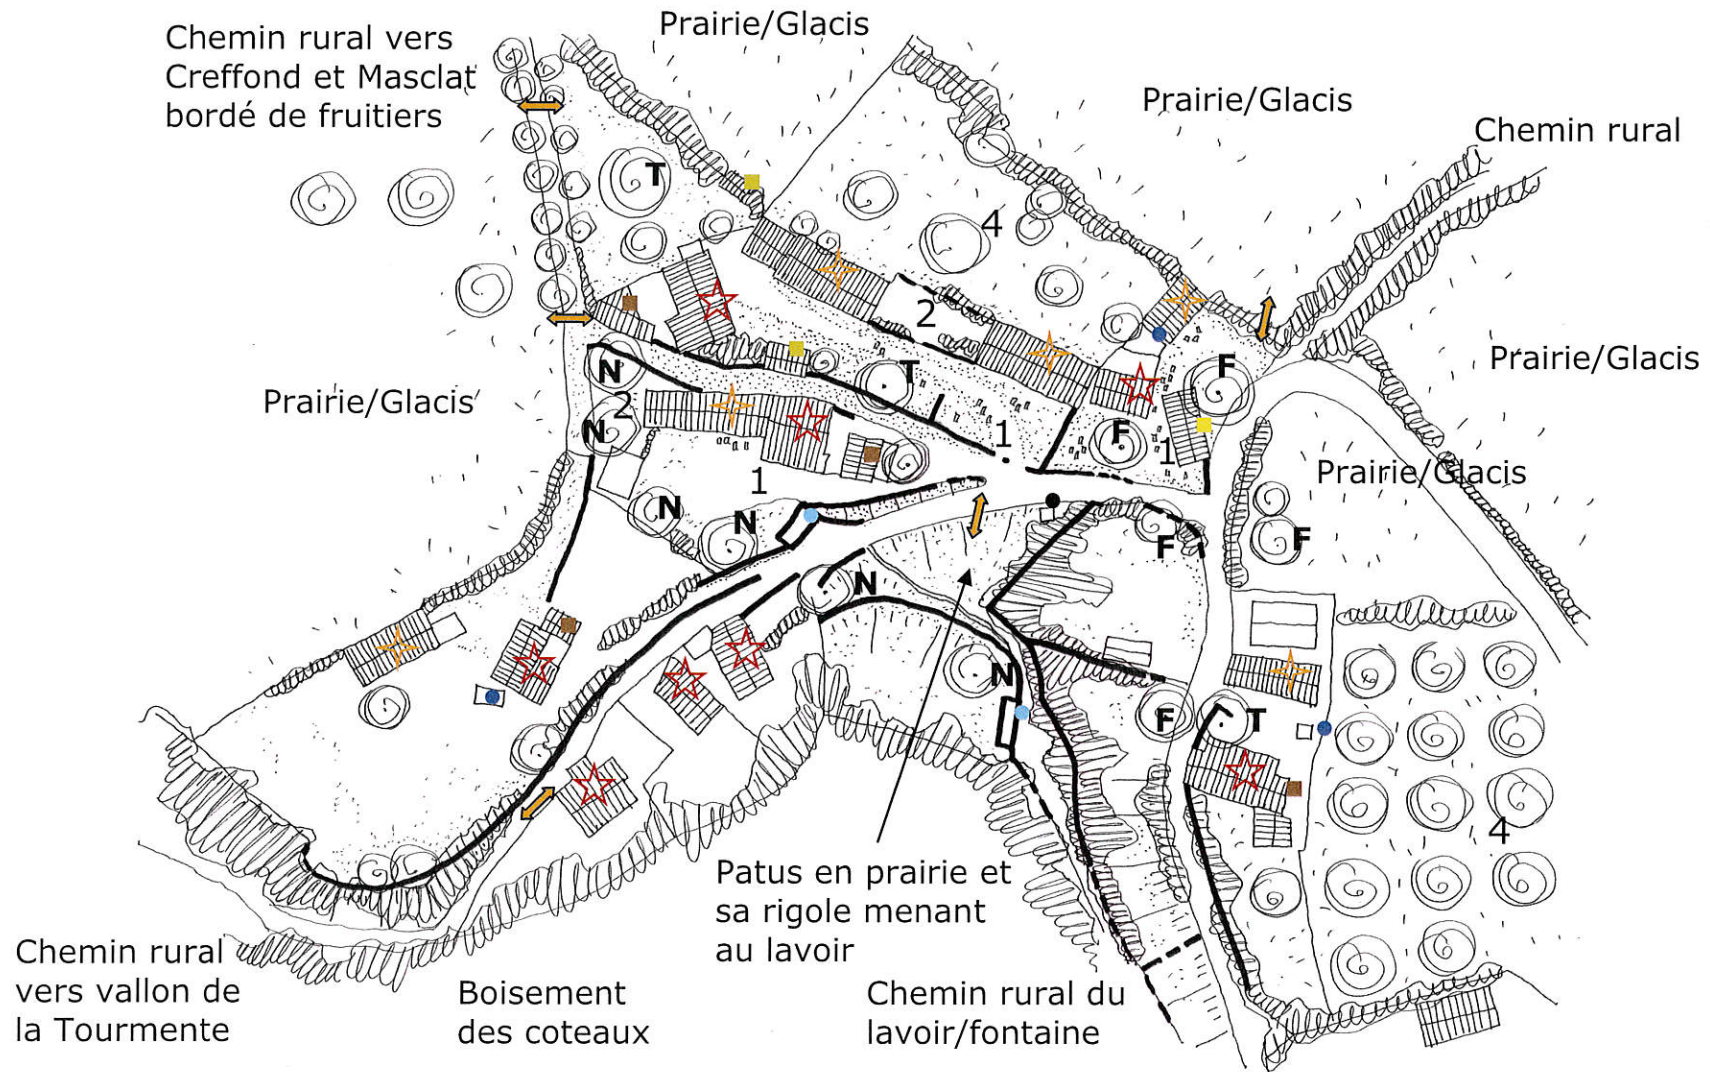 Prairie/Glacis
Chemin rural vers
Creffond et Masclat
bordé de fruitiers
Prairie/Glacis
Chemin rural
T
4
2
Prairie/Glacis
F
N
T
Prairie/Glacis
2
N
F
1
1
Prairie/Glacis
1
N
N
F
F
N
N
F
T
4
Patus en prairie et
sa rigole menant
au lavoir
Chemin rural
vers vallon de
la Tourmente
Boisement
des coteaux
Chemin rural du
lavoir/fontaine